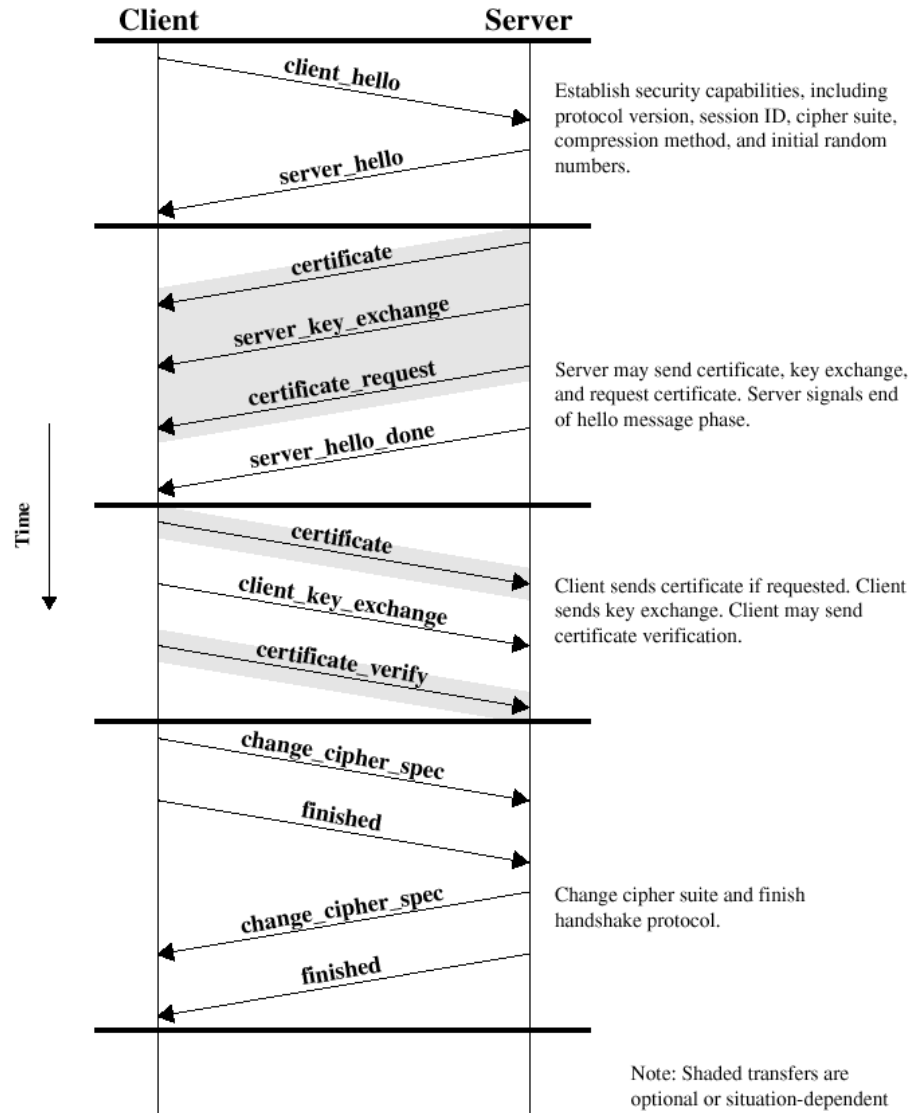 Client
Server
client_hello
Establish security capabilities, including
protocol version, session ID, cipher suite,
compression method, and initial random
numbers.
server_hello
certificate
server_key_exchange
certificate_request
Server may send certificate, key exchange,
and request certificate. Server signals end
of hello message phase.
server_hello_done
Time
certificate
client_key_exchange
Client sends certificate if requested. Client
sends key exchange. Client may send
certificate verification.
certificate_verify
change_cipher_spec
finished
change_cipher_spec
Change cipher suite and finish
handshake protocol.
finished
Note: Shaded transfers are
optional or situation-dependent